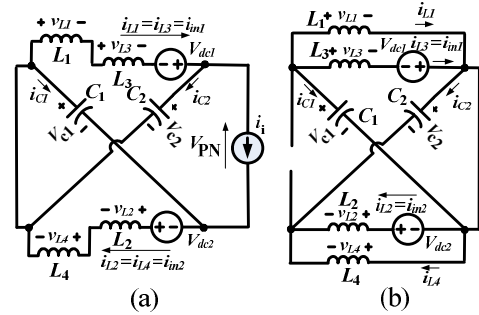 iL1=iL3=iin1
+ vL1 -
L1
+ vL3 -
L3
- +
Vdc1
iC1
+
C1
-
Vc1
C2
+
iC2
-
Vc2
VPN
ii
- vL2 +
L2
- +
Vdc2
- vL4 +
L4
iL2=iL4=iin2
(a)
L1 + vL1 -
iL1
L3 + vL3 -
- +
Vdc1
iL3=iin1
iC1
+
C1
-
Vc1
C2
+
iC2
-
Vc2
L2
iL2=iin2
- vL2 +
- +
Vdc2
- vL4 +
L4
iL4
(b)